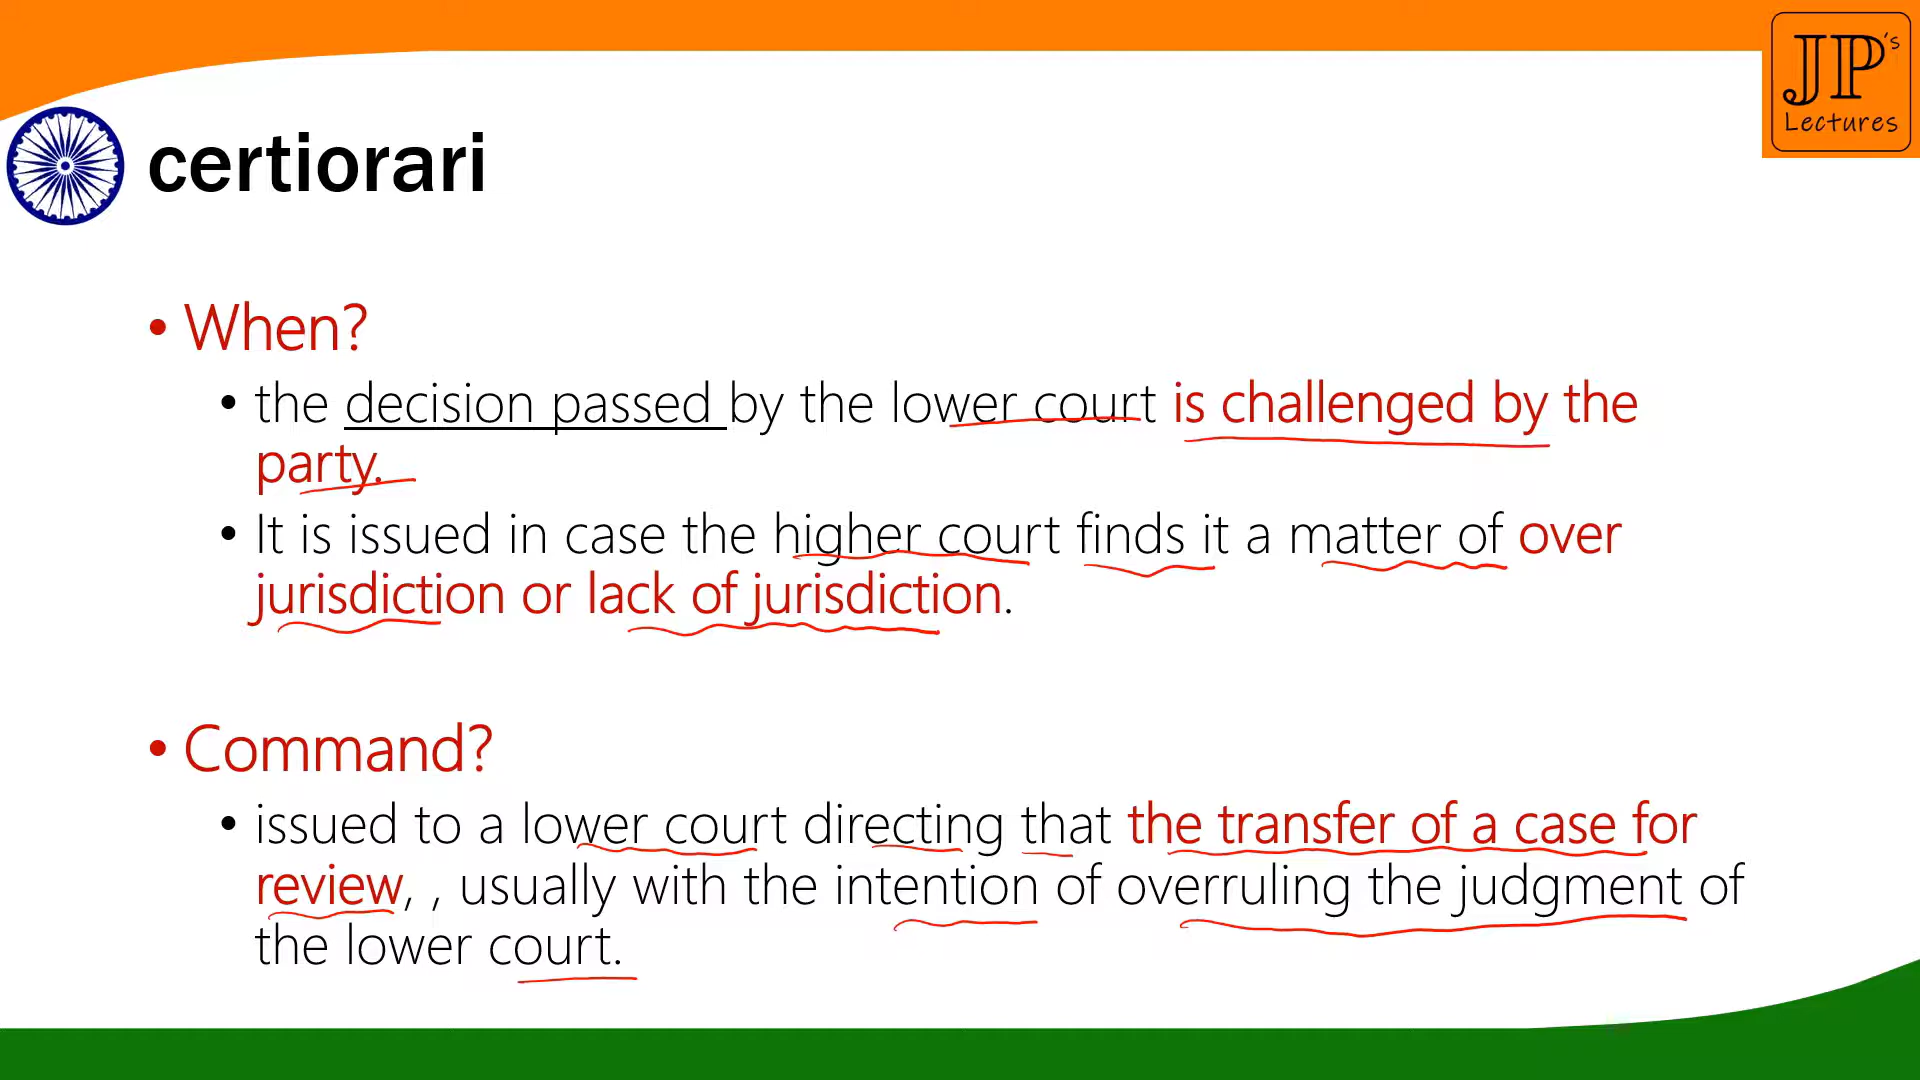 JP's
Lectures
certiorari
• When?
• the decision passed by the lower court is challenged by the
party.
• It is issued in case the higher court finds it a matter of over
jurisdiction or lack of jurisdiction.
• Command?
• issued to a lower court directing that the transfer of a case for
review, , usually with the intention of overruling the judgment of
the lower court.